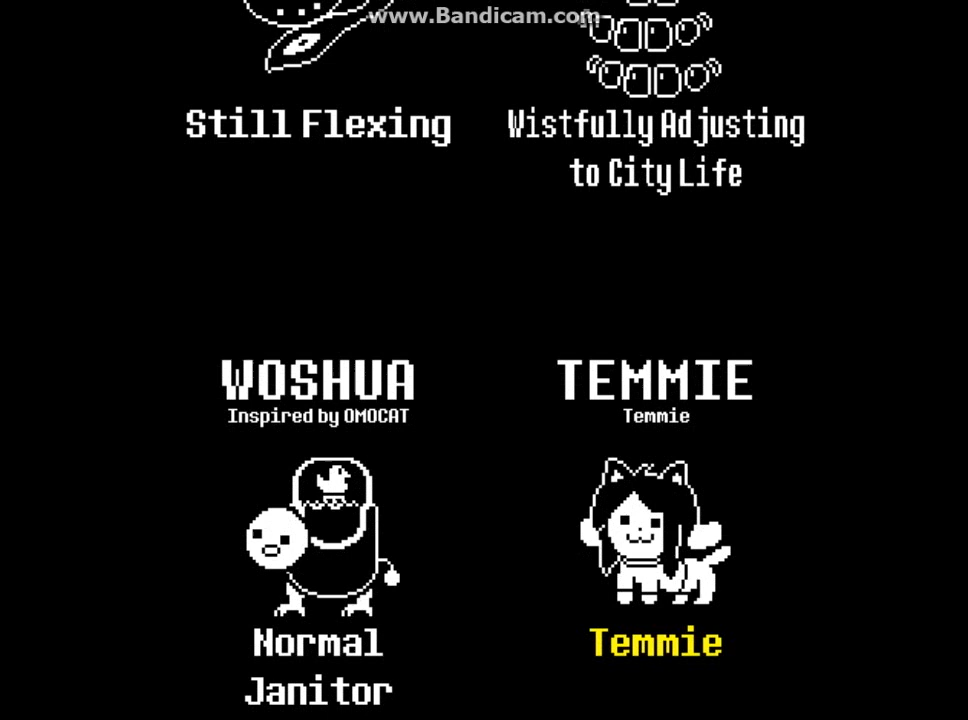 www.Bandicam.com
Still Flexing
Wistfully Adjusting
to City Life
WOSHUA
Inspired by OMOCAT
TEMMIE
Temmie
Normal
Janitor
Temmie